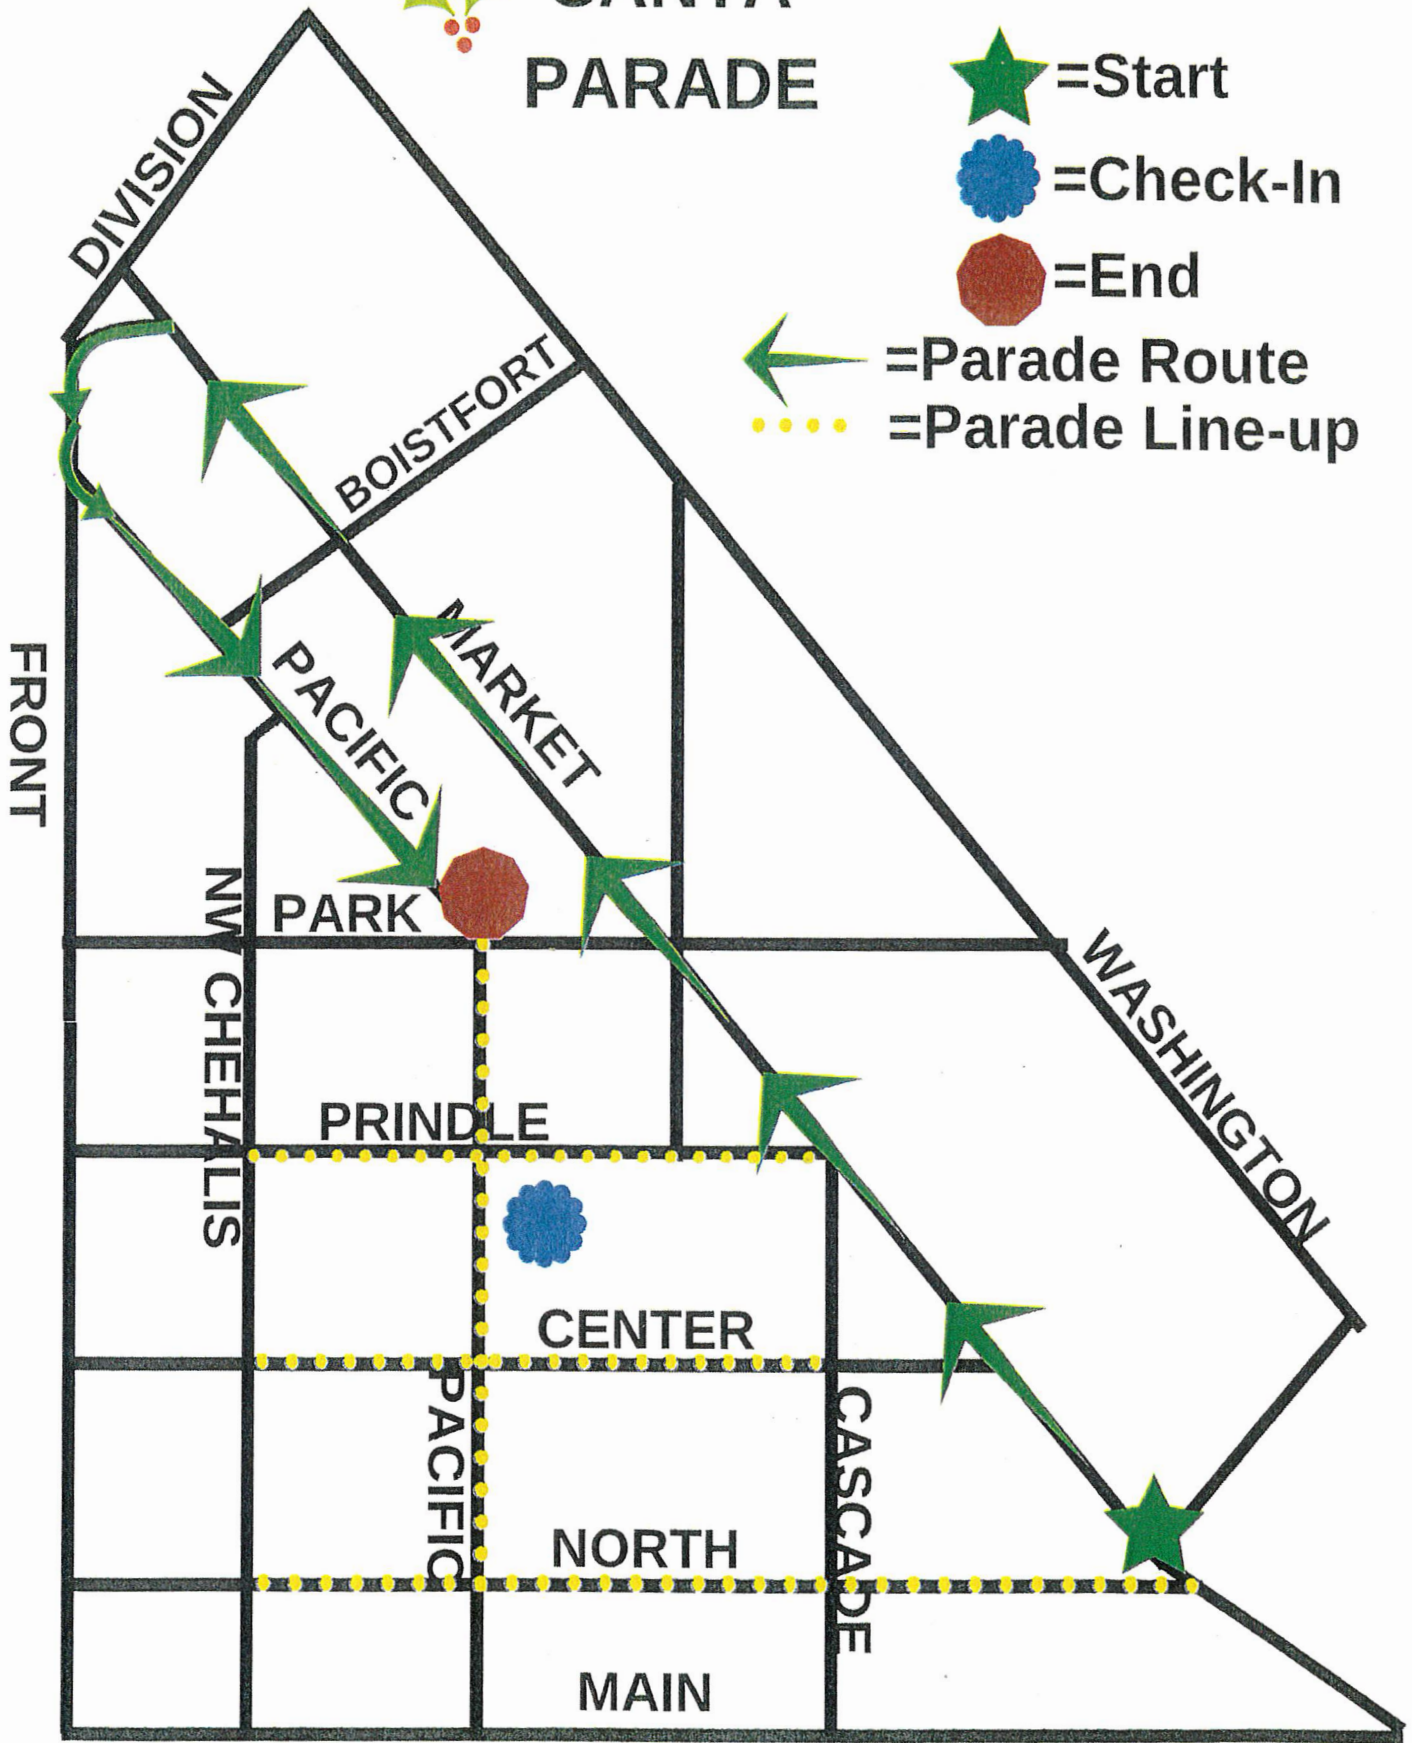 SANTA
PARADE
=Start
=Check-In
=End
=Parade Route
=Parade Line-up
DIVISION
BOISTFORT
MARKET
PACIFIC
FRONT
PARK
NW CHEHALIS
WASHINGTON
PRINDLE
CENTER
PACIFIC
CASCADE
NORTH
MAIN